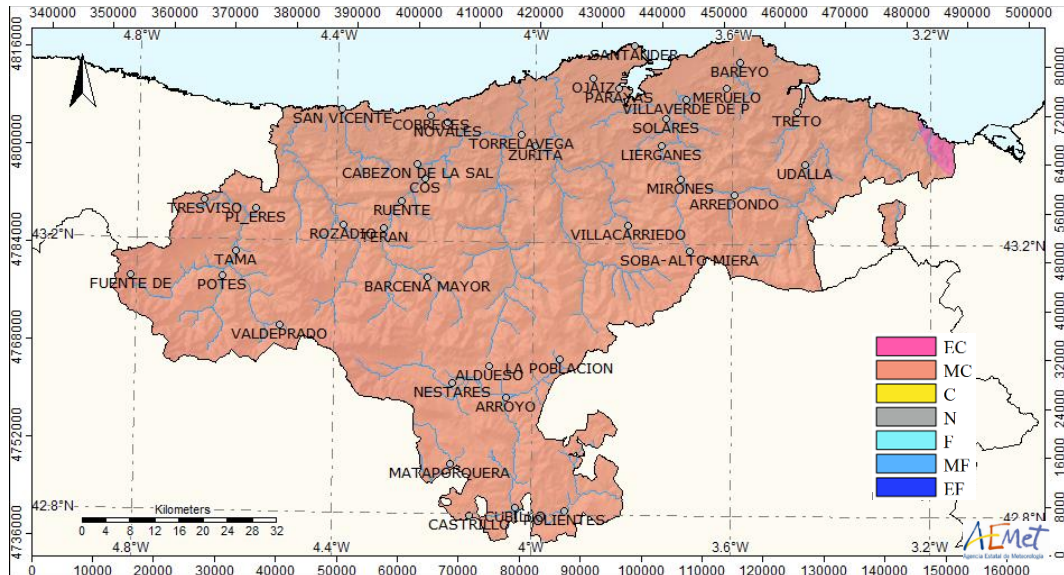 340000 350000 360000 370000 380000 390000 400000 410000 420000 430000 440000 450000 460000 470000 480000 490000 500000
4.8°W 4.4°W 4°W 3.6°W 3.2°W
4816000
4800000
4784000
4768000
4752000
4736000
80000
72000
64000
56000
48000
40000
32000
24000
16000
8000
0
SANTANDER
BAREYO
OJAIZ
PARAYAS
MERUELO
VILLAVERDE DE P
SAN VICENTE
COBRECES
NOVALES
SOLARES
TRETO
TORRELAVEGA
ZURITA
LIERGANES
CABEZON DE LA SAL
COS
UDALLA
MIRONES
ARREDONDO
TRESVISO
PI_ERES
RUENTE
ROZADIO
TERAN
VILLACARRIEDO
43.2°N
43.2°N
TAMA
SOBA-ALTO MIERA
FUENTE DE
POTES
BARCENA MAYOR
VALDEPRADO
LA POBLACION
ALDUESO
NESTARES
ARROYO
MATAPORQUERA
CUBILLO
POLIENTES
CASTRILLO
42.8°N
42.8°N
Kilometers
0 4 8 12 16 20 24 28 32
EC
MC
C
N
F
MF
EF
AEMet
Agencia Estatal de Meteorología
4.8°W 4.4°W 4°W 3.6°W 3.2°W
0 10000 20000 30000 40000 50000 60000 70000 80000 90000 100000 110000 120000 130000 140000 150000 160000